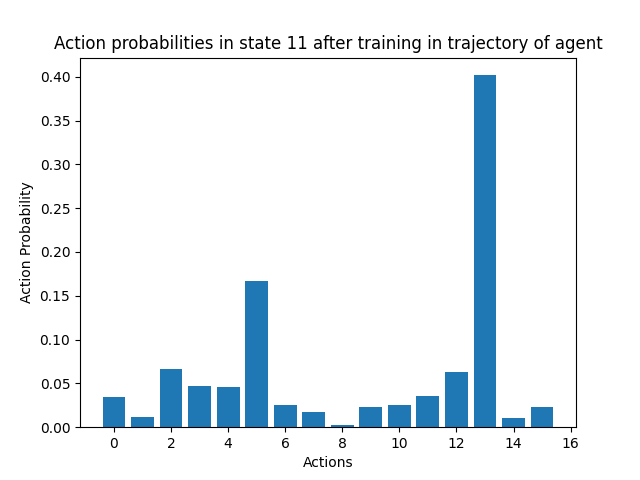 Action probabilities in state 11 after training in trajectory of agent
0.40
0.35
0.30
0.25
0.20
0.15
0.10
0.05
0.00
Action Probability
0 2 4 6 8 10 12 14 16
Actions